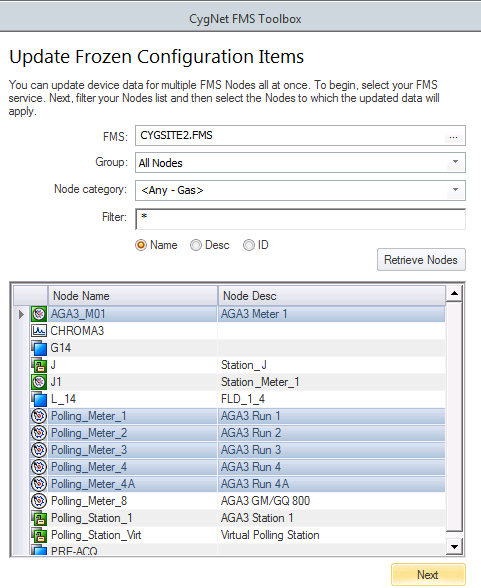 CygNet FMS Toolbox
Update Frozen Configuration Items
You can update device data for multiple FMS Nodes all at once. To begin, select your FMS
service. Next, filter your Nodes list and then select the Nodes to which the updated data will
apply.
FMS: CYGSITE2.FMS ...
Group: All Nodes
Node category: <Any - Gas>
Filter: *
Name Desc ID
Retrieve Nodes
Node Name Node Desc
AGA3_M01 AGA3 Meter 1
CHROMA3
G14
J Station_J
J1 Station_Meter_1
L_14 FLD_1_4
Polling_Meter_1 AGA3 Run 1
Polling_Meter_2 AGA3 Run 2
Polling_Meter_3 AGA3 Run 3
Polling_Meter_4 AGA3 Run 4
Polling_Meter_4A AGA3 Run 4A
Polling_Meter_8 AGA3 GM/GQ 800
Polling_Station_1 AGA3 Station 1
Polling_Station_Virt Virtual Polling Station
PRE-ACQ
Next